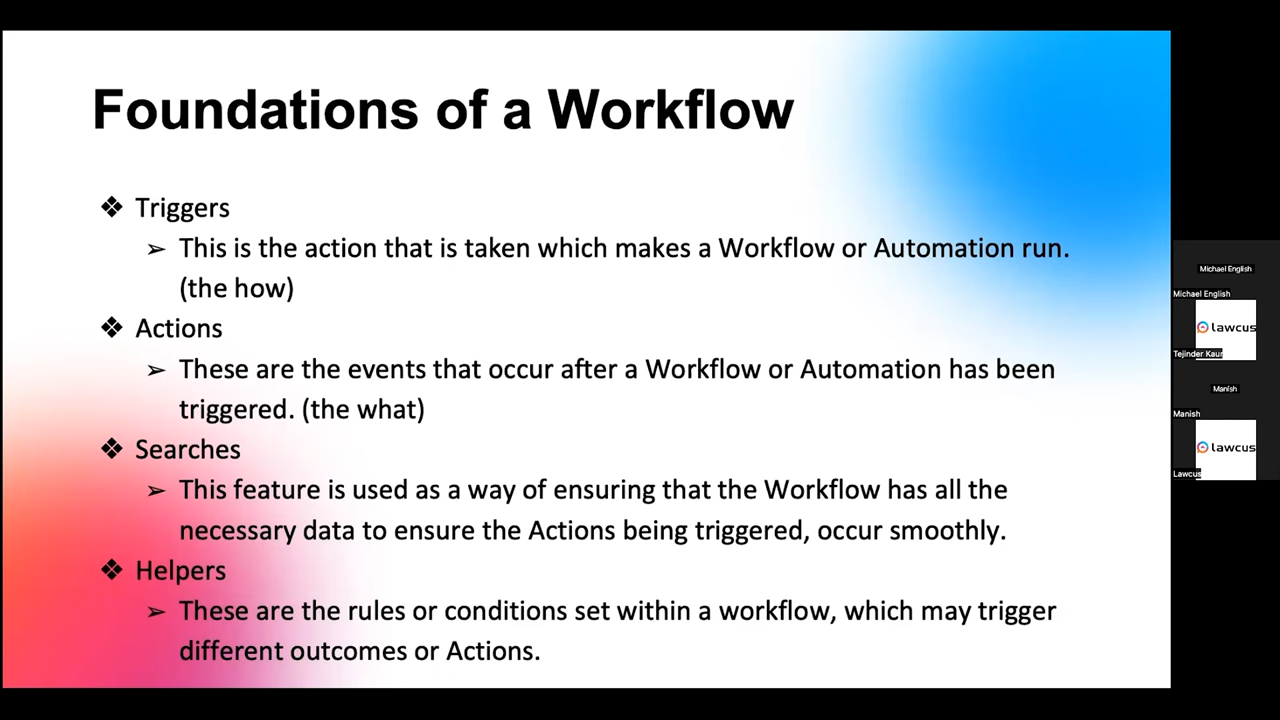 Foundations of a Workflow
❖ Triggers
➢ This is the action that is taken which makes a Workflow or Automation run.
(the how)
❖ Actions
➢ These are the events that occur after a Workflow or Automation has been
triggered. (the what)
❖ Searches
➢ This feature is used as a way of ensuring that the Workflow has all the
necessary data to ensure the Actions being triggered, occur smoothly.
❖ Helpers
➢ These are the rules or conditions set within a workflow, which may trigger
different outcomes or Actions.
Michael English
Michael English
lawcus
Tejinder Kaur
Manish
Manish
lawcus
Lawcus